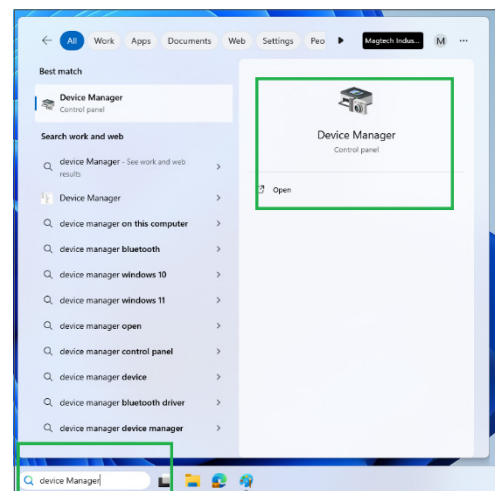 All Work Apps Documents Web Settings Peo Magtech Indus... M ...
Best match
Device Manager
Control panel
Search work and web
device Manager - See work and web
results
Device Manager
device manager on this computer
device manager bluetooth
device manager windows 10
device manager windows 11
device manager open
device manager control panel
device manager device
device manager bluetooth driver
device manager device manager
Device Manager
Control panel
Open
device Manager